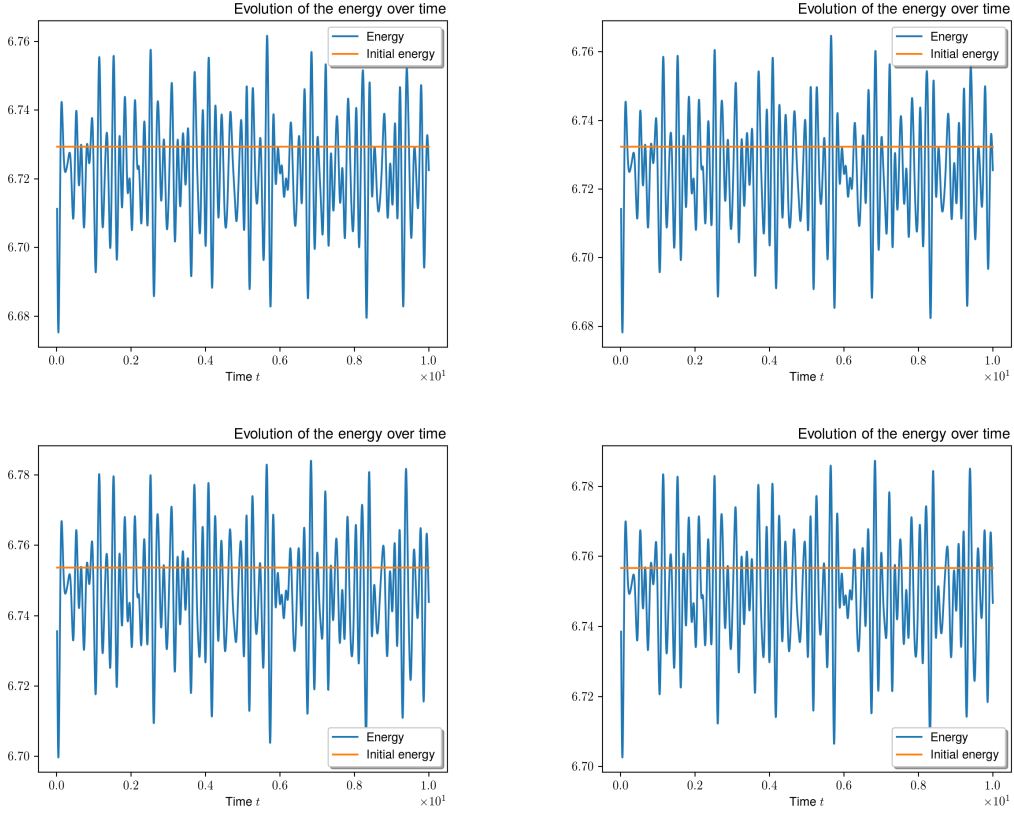 Evolution of the energy over time
6.76
6.74
6.72
6.70
6.68
Energy
Initial energy
0.0 0.2 0.4 0.6 0.8 1.0
Time t
×10¹
Evolution of the energy over time
6.76
6.74
6.72
6.70
6.68
Energy
Initial energy
0.0 0.2 0.4 0.6 0.8 1.0
Time t
×10¹
Evolution of the energy over time
6.78
6.76
6.74
6.72
6.70
Energy
Initial energy
0.0 0.2 0.4 0.6 0.8 1.0
Time t
×10¹
Evolution of the energy over time
6.78
6.76
6.74
6.72
6.70
Energy
Initial energy
0.0 0.2 0.4 0.6 0.8 1.0
Time t
×10¹